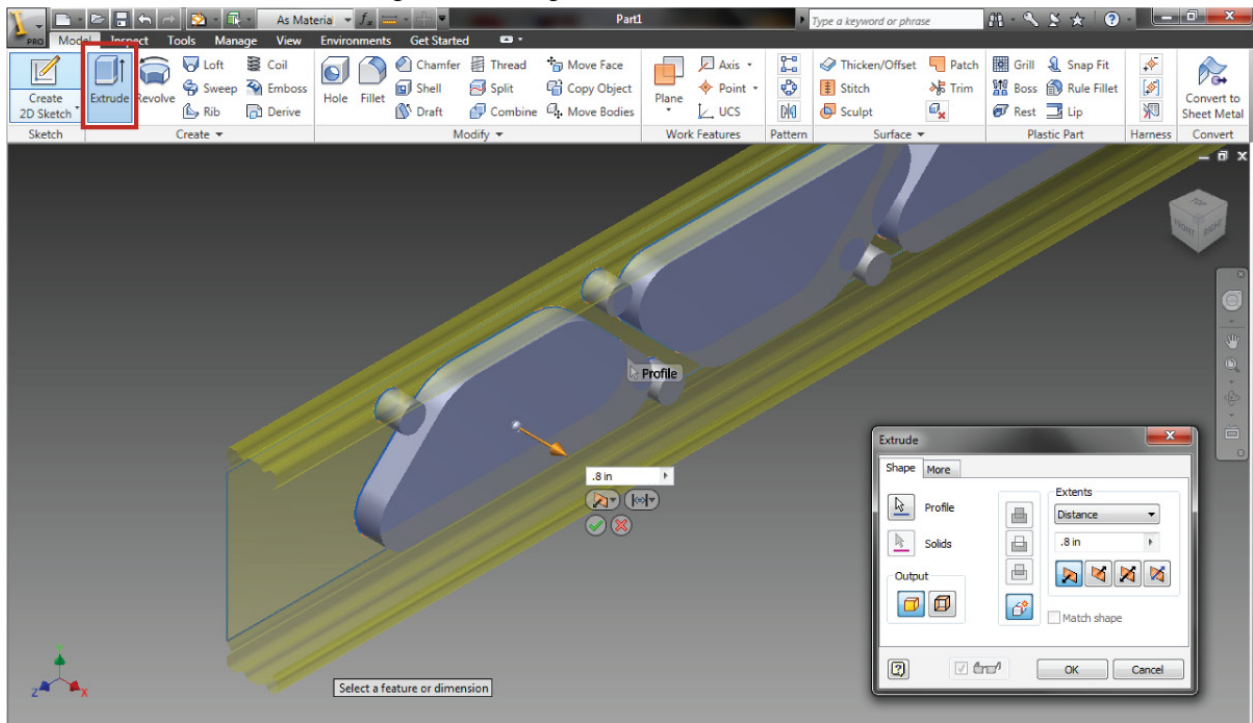 As Material
Part1
Type a keyword or phrase
PRO
Model Inspect Tools Manage View Environments Get Started
Create
2D Sketch
Extrude
Revolve
Loft
Sweep
Rib
Coil
Emboss
Derive
Hole
Fillet
Chamfer
Shell
Draft
Thread
Split
Combine
Move Face
Copy Object
Move Bodies
Plane
Axis
Point
UCS
Thicken/Offset
Stitch
Sculpt
Patch
Trim
Grill
Boss
Rest
Snap Fit
Rule Fillet
Lip
Convert to
Sheet Metal
Sketch
Create
Modify
Work Features
Pattern
Surface
Plastic Part
Harness
Convert
TOP
FRONT
RIGHT
Profile
.8 in
Extrude
Shape
More
Profile
Solids
Output
Extents
Distance
.8 in
Match shape
OK
Cancel
Select a feature or dimension
Y
Z
X